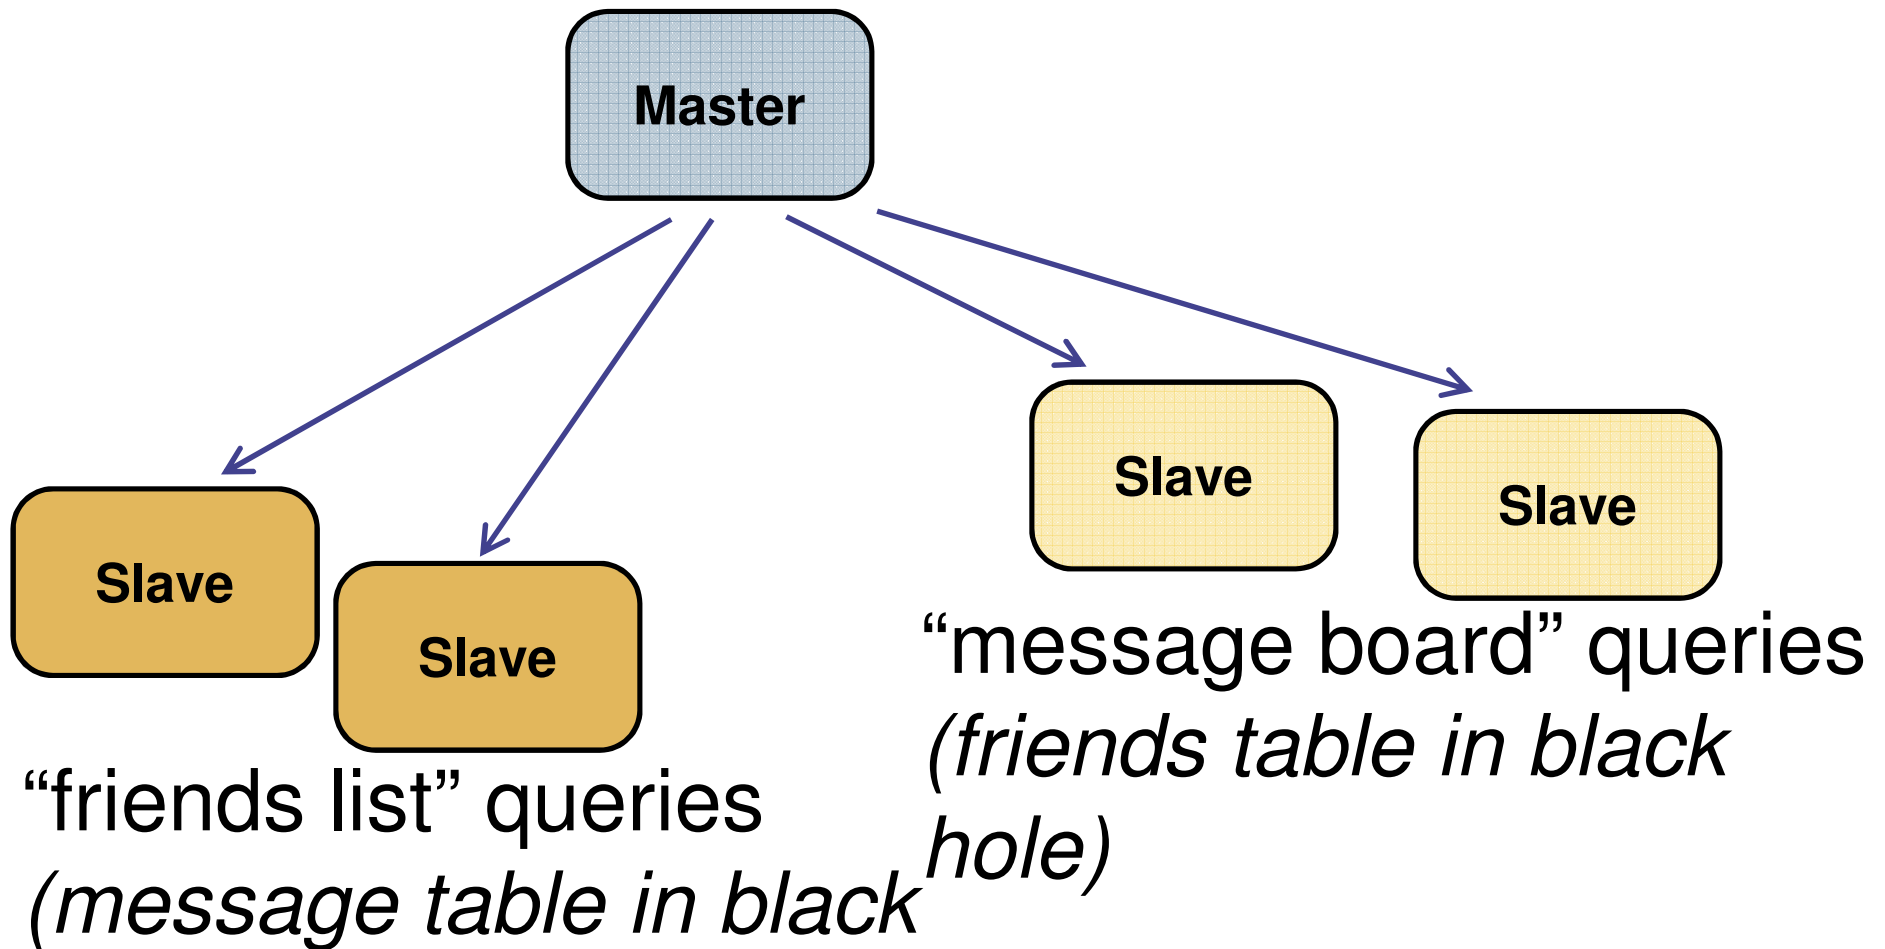 Master
Slave
Slave
Slave
Slave
“friends list” queries
(message table in black
“message board” queries
(friends table in black
hole)